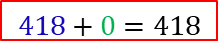 418 + 0 = 418